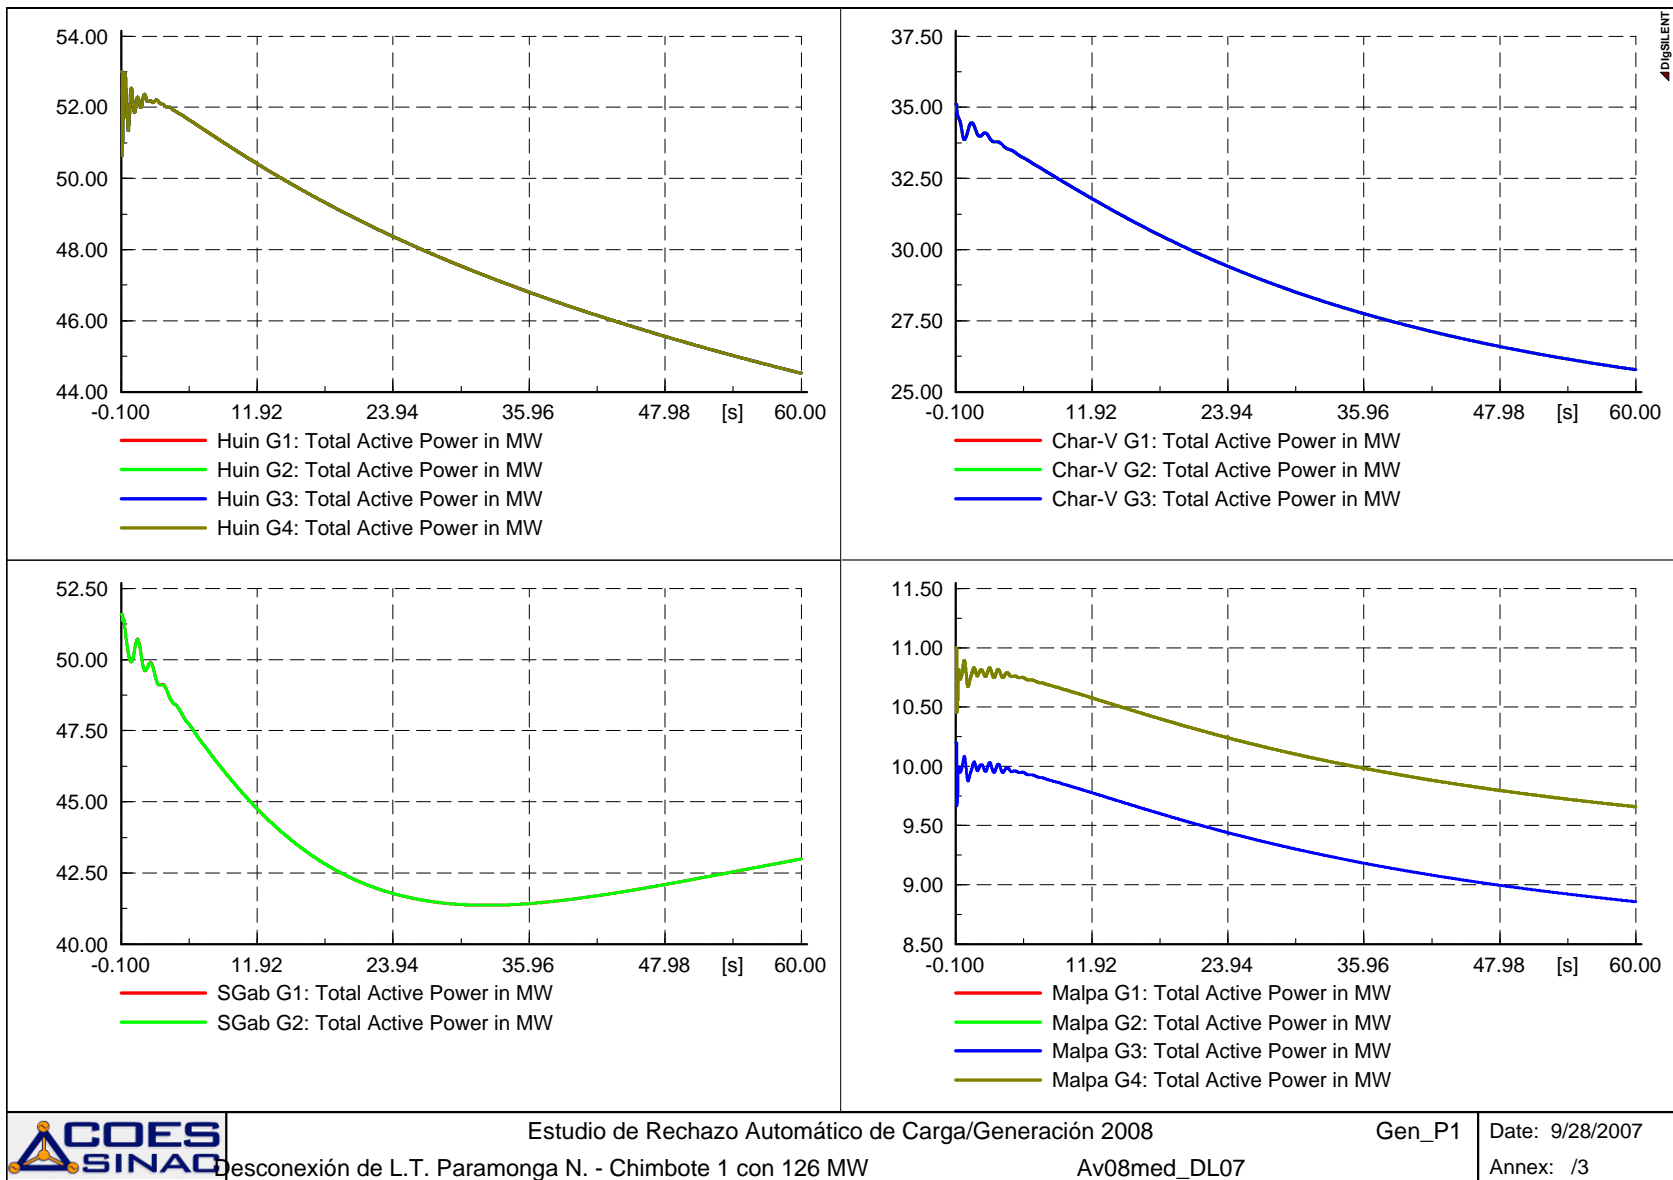 54.00
52.00
50.00
48.00
46.00
44.00
-0.100 11.92 23.94 35.96 47.98 [s] 60.00
Huin G1: Total Active Power in MW
Huin G2: Total Active Power in MW
Huin G3: Total Active Power in MW
Huin G4: Total Active Power in MW
37.50
35.00
32.50
30.00
27.50
25.00
-0.100 11.92 23.94 35.96 47.98 [s] 60.00
Char-V G1: Total Active Power in MW
Char-V G2: Total Active Power in MW
Char-V G3: Total Active Power in MW
DIgSILENT
52.50
50.00
47.50
45.00
42.50
40.00
-0.100 11.92 23.94 35.96 47.98 [s] 60.00
SGab G1: Total Active Power in MW
SGab G2: Total Active Power in MW
11.50
11.00
10.50
10.00
9.50
9.00
8.50
-0.100 11.92 23.94 35.96 47.98 [s] 60.00
Malpa G1: Total Active Power in MW
Malpa G2: Total Active Power in MW
Malpa G3: Total Active Power in MW
Malpa G4: Total Active Power in MW
COES
SINAC
Estudio de Rechazo Automático de Carga/Generación 2008 Gen_P1
Desconexión de L.T. Paramonga N. - Chimbote 1 con 126 MW Av08med_DL07
Date: 9/28/2007
Annex: /3